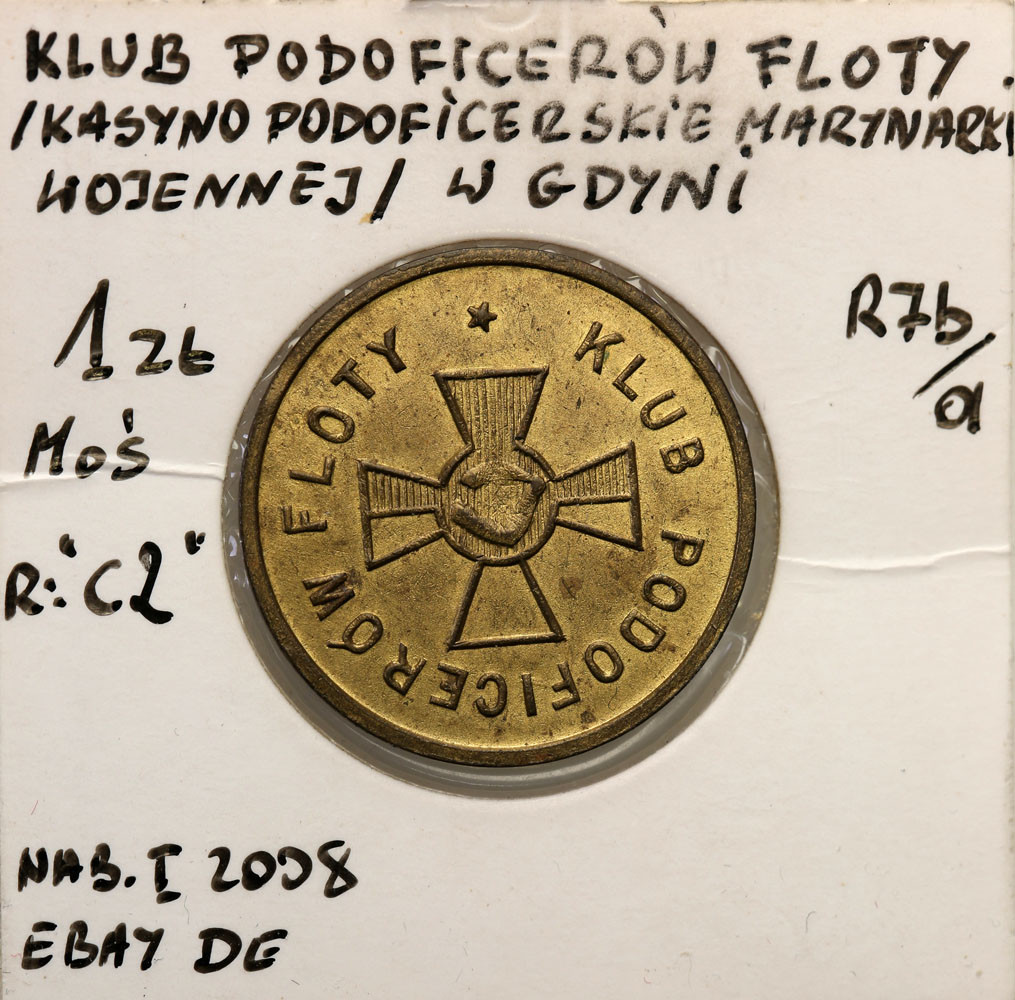 KLUB PODOFICERÓW FLOTY.
/KASYNO PODOFICERSKIE MARYNARKI
WOJENNEJ/ W GDYNI
1 ZŁ
MOŚ
R: "C2"
R7b/a
KLUB PODOFICERÓW FLOTY
NAB. I 2008
EBAY DE